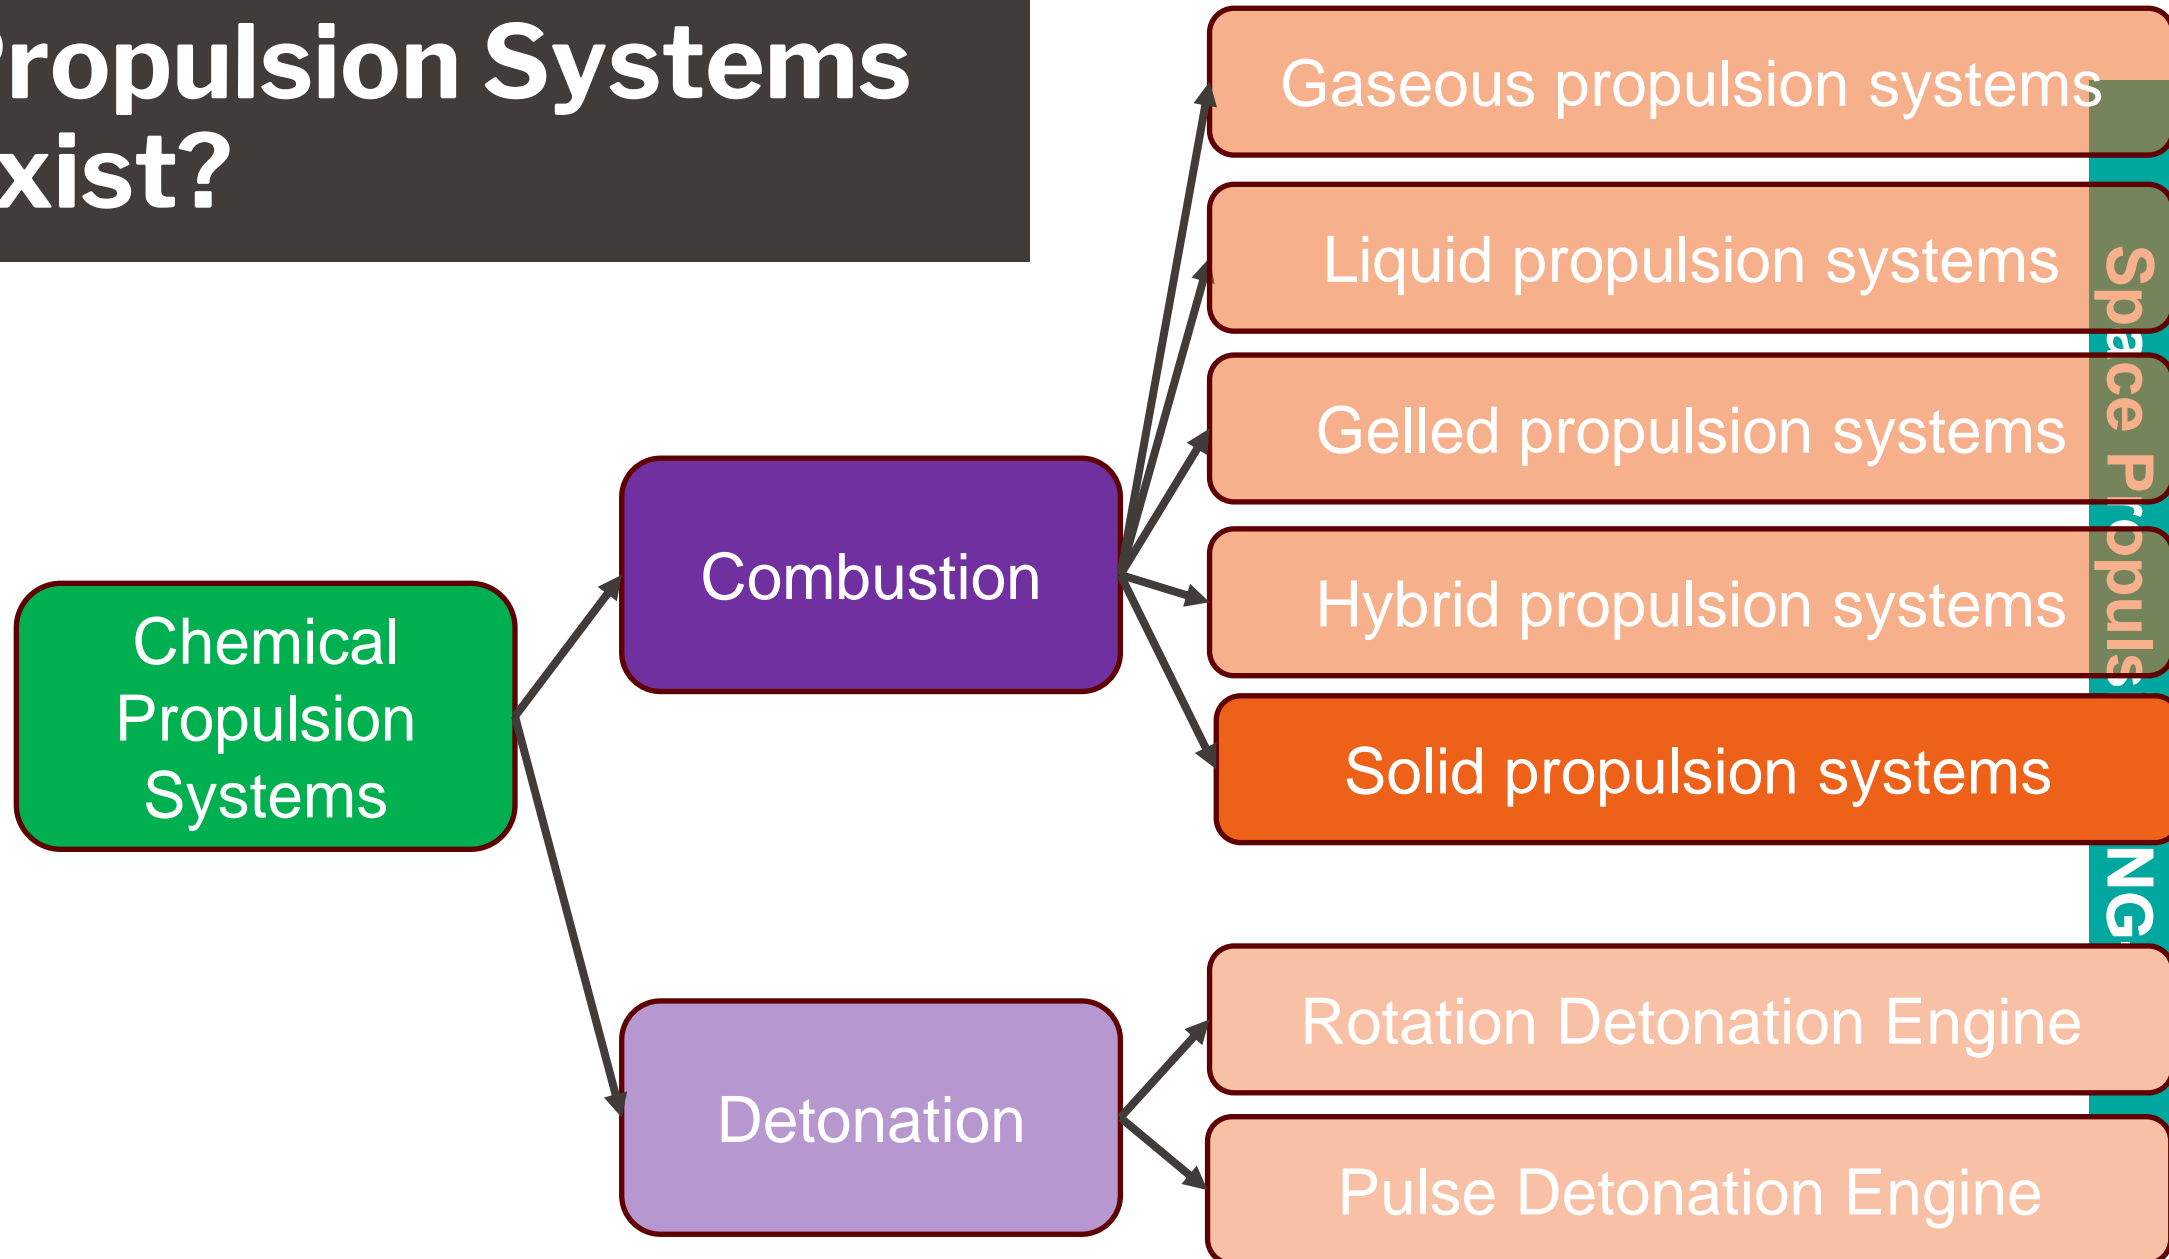 ropulsion Systems
xist?
Gaseous propulsion systems
Liquid propulsion systems
Gelled propulsion systems
Hybrid propulsion systems
Solid propulsion systems
Combustion
Chemical
Propulsion
Systems
Detonation
Rotation Detonation Engine
Pulse Detonation Engine
Space Propuls
NG